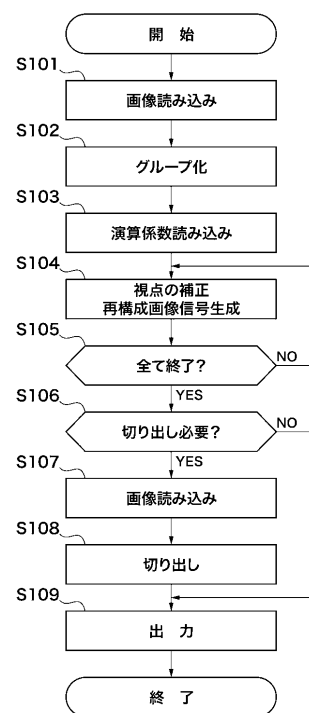 開 始
S101
画像読み込み
S102
グループ化
S103
演算係数読み込み
S104
視点の補正
再構成画像信号生成
S105
全て終了?
NO
YES
S106
切り出し必要?
NO
YES
S107
画像読み込み
S108
切り出し
S109
出 力
終 了